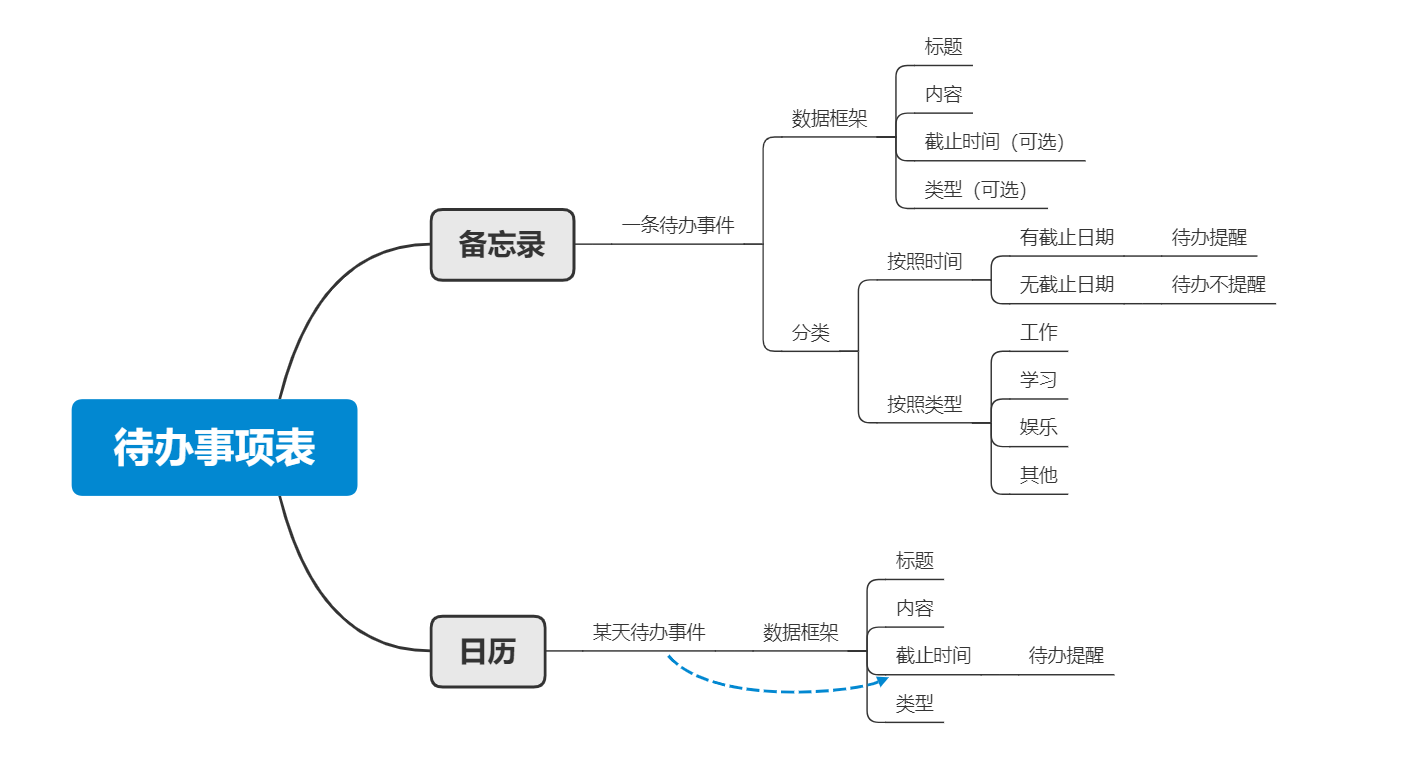 待办事项表
备忘录
一条待办事件
数据框架
标题
内容
截止时间（可选）
类型（可选）
分类
按照时间
有截止日期
待办提醒
无截止日期
待办不提醒
按照类型
工作
学习
娱乐
其他
日历
某天待办事件
数据框架
标题
内容
截止时间
待办提醒
类型